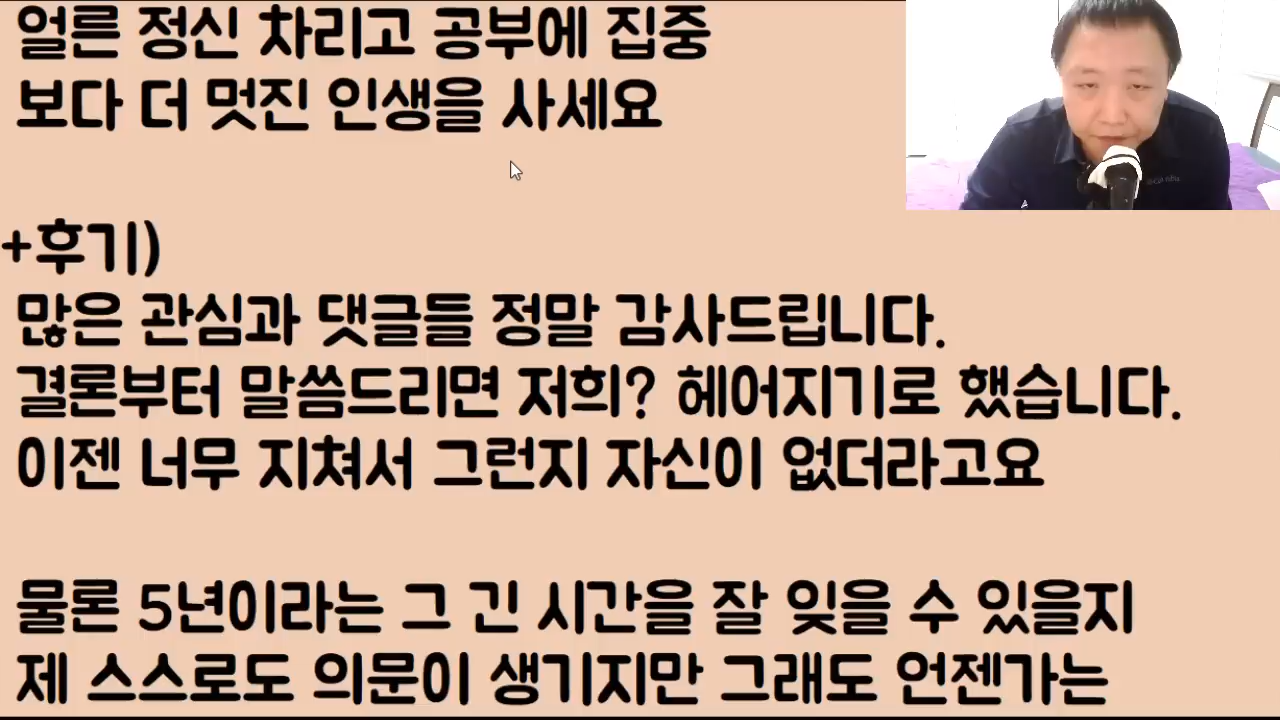 얼른 정신 차리고 공부에 집중
보다 더 멋진 인생을 사세요
+후기)
많은 관심과 댓글들 정말 감사드립니다.
결론부터 말씀드리면 저희? 헤어지기로 했습니다.
이젠 너무 지쳐서 그런지 자신이 없더라고요
물론 5년이라는 그 긴 시간을 잘 잊을 수 있을지
제 스스로도 의문이 생기지만 그래도 언젠가는